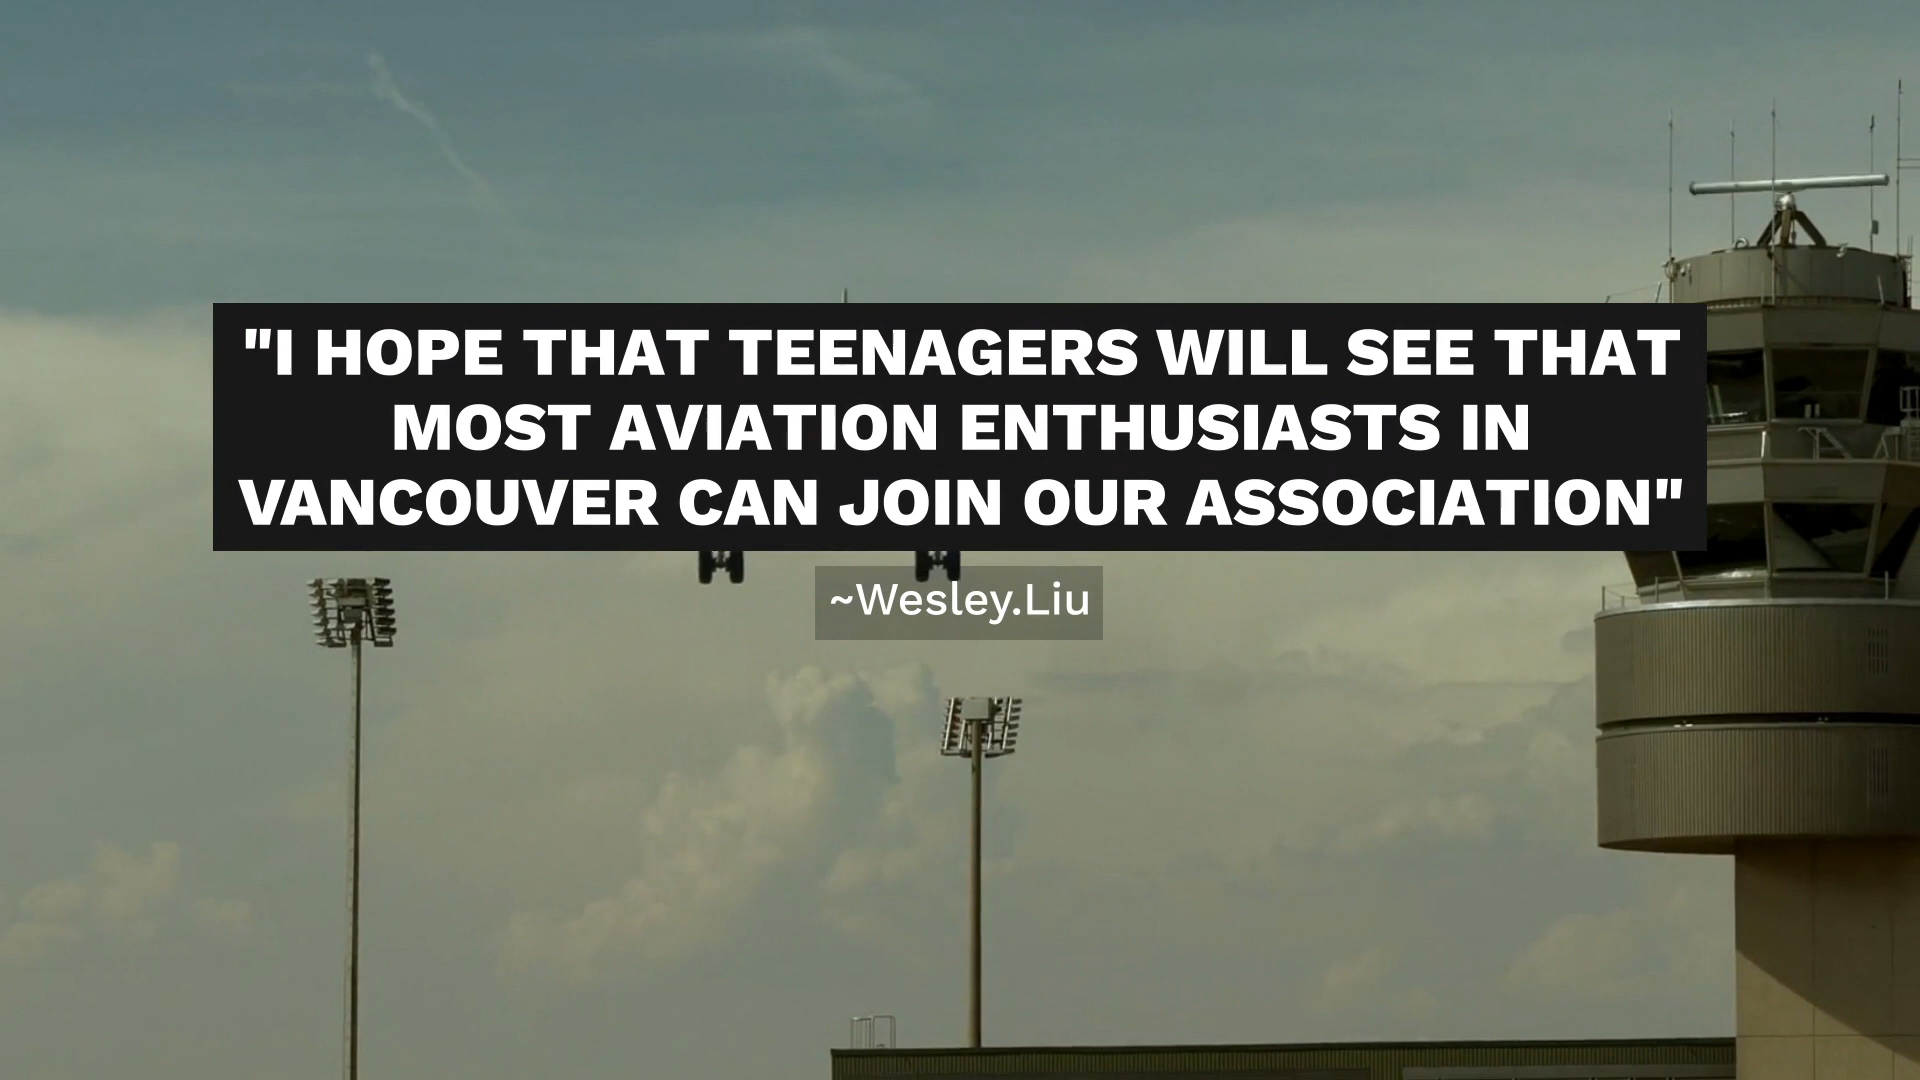 "I HOPE THAT TEENAGERS WILL SEE THAT
MOST AVIATION ENTHUSIASTS IN
VANCOUVER CAN JOIN OUR ASSOCIATION"
~Wesley.Liu